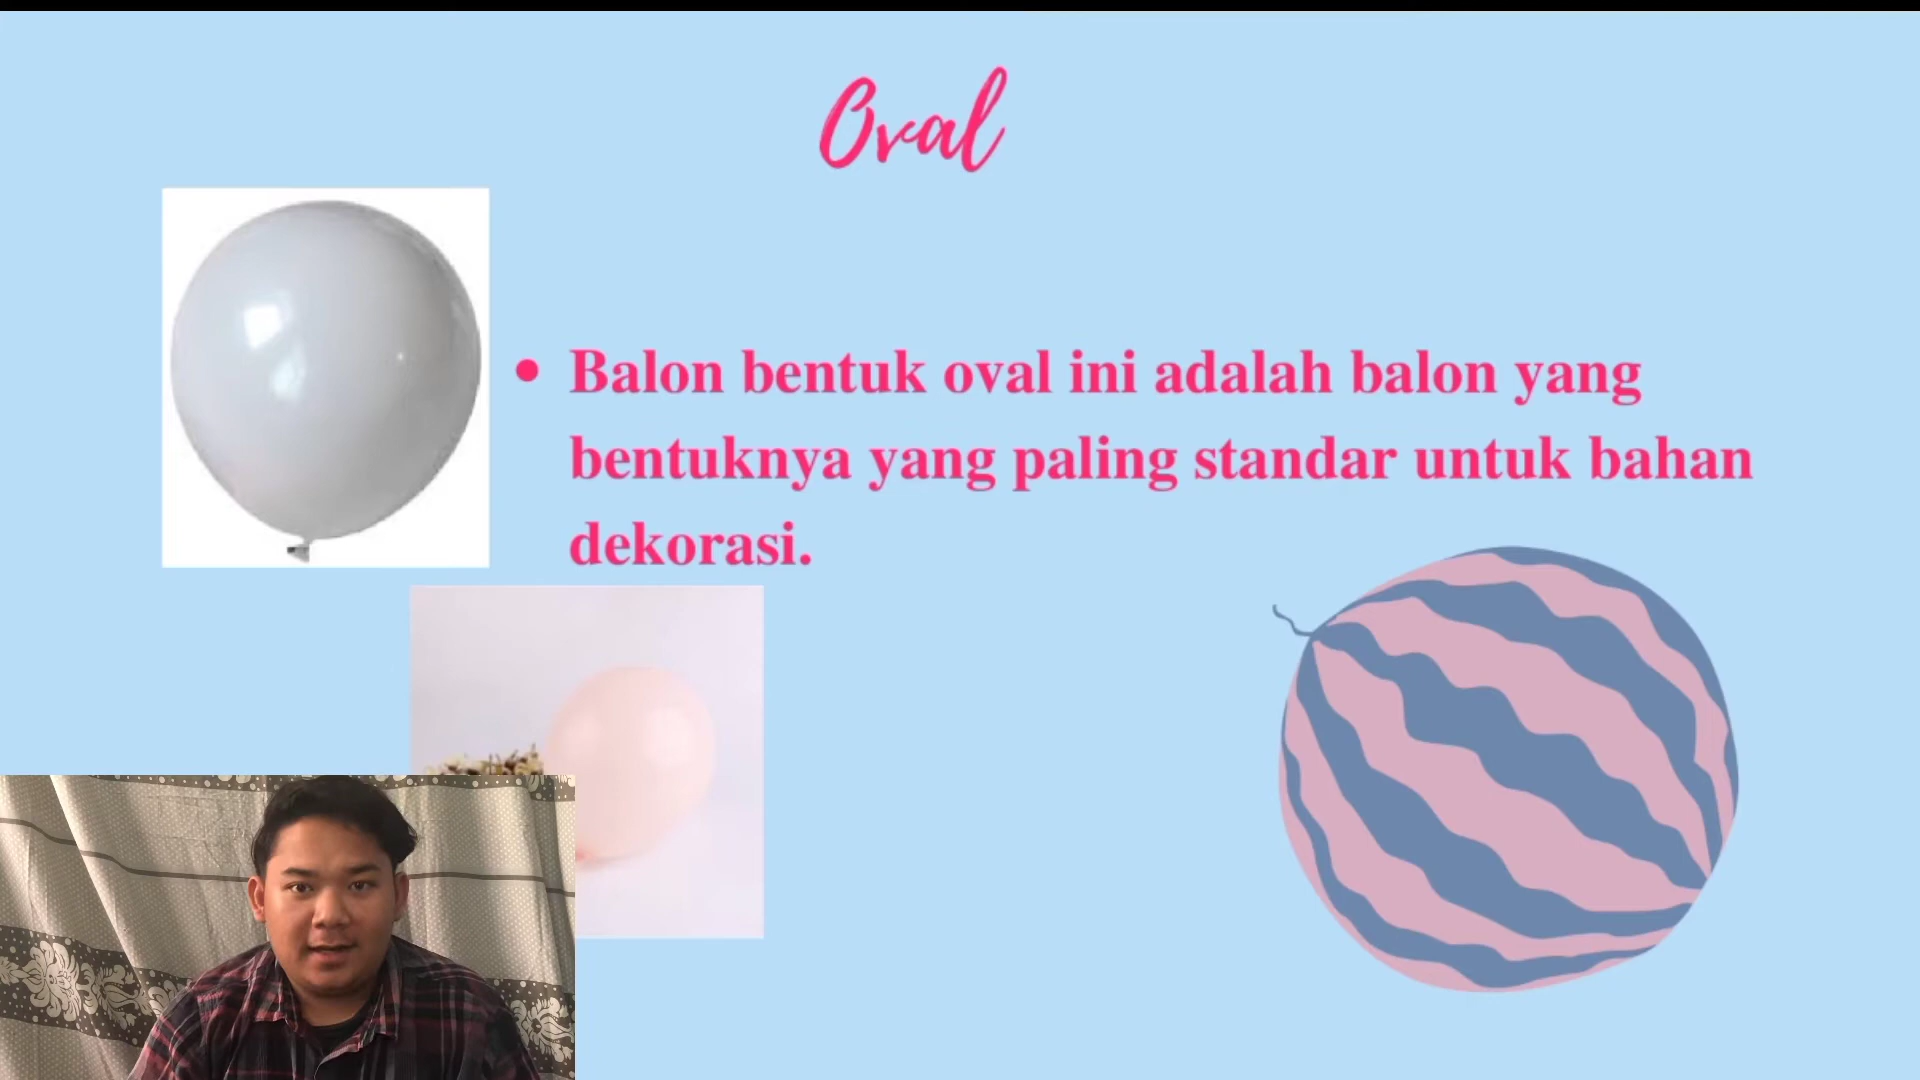 Oval
• Balon bentuk oval ini adalah balon yang
bentuknya yang paling standar untuk bahan
dekorasi.